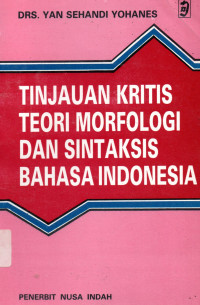 DRS. YAN SEHANDI YOHANES
TINJAUAN KRITIS
TEORI MORFOLOGI
DAN SINTAKSIS
BAHASA INDONESIA
PENERBIT NUSA INDAH